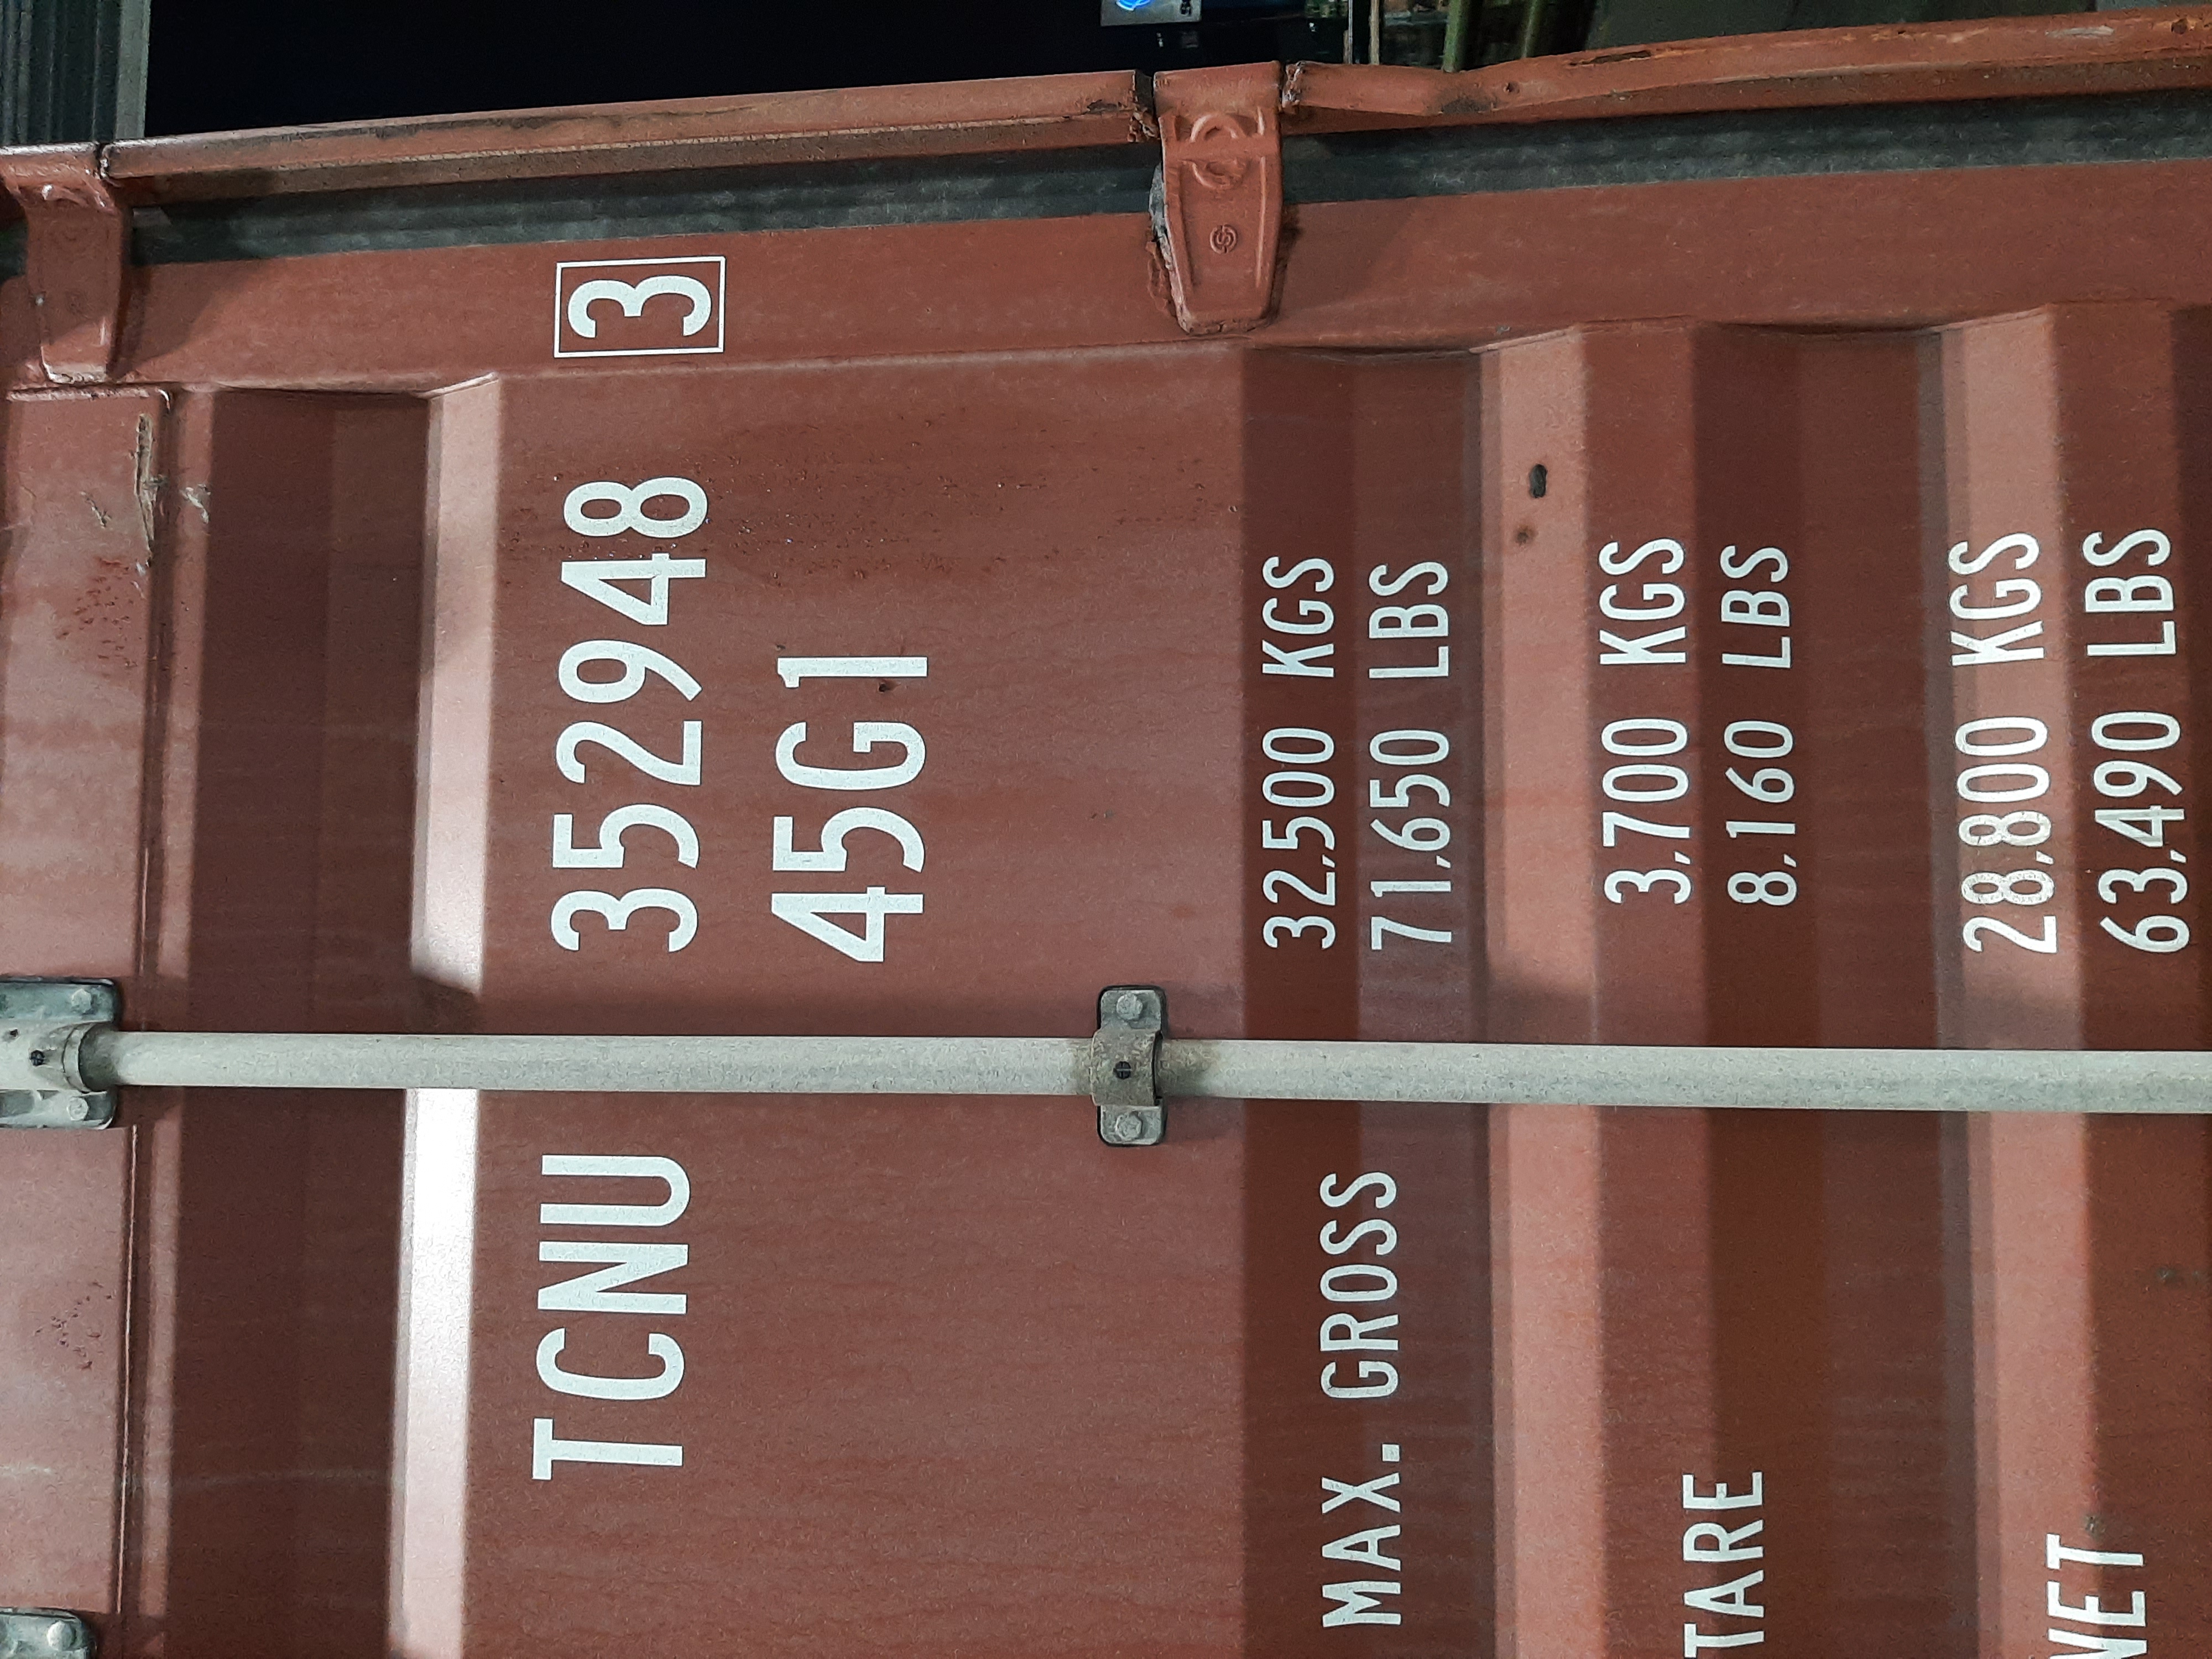 TCNU 352948 3
45G1
MAX. GROSS 32.500 KGS
71.650 LBS
TARE 3.700 KGS
8.160 LBS
NET 28.800 KGS
63.490 LBS